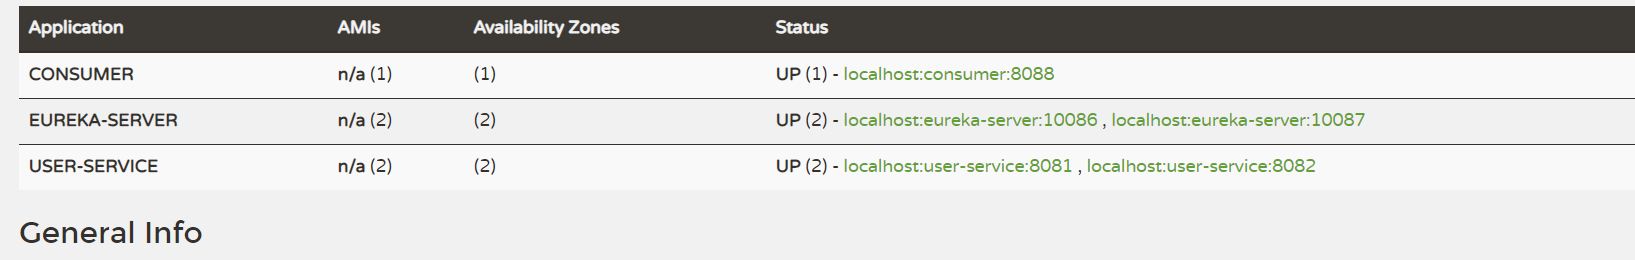 Application AMIs Availability Zones Status
CONSUMER n/a (1) (1) UP (1) - localhost:consumer:8088
EUREKA-SERVER n/a (2) (2) UP (2) - localhost:eureka-server:10086 , localhost:eureka-server:10087
USER-SERVICE n/a (2) (2) UP (2) - localhost:user-service:8081 , localhost:user-service:8082
General Info